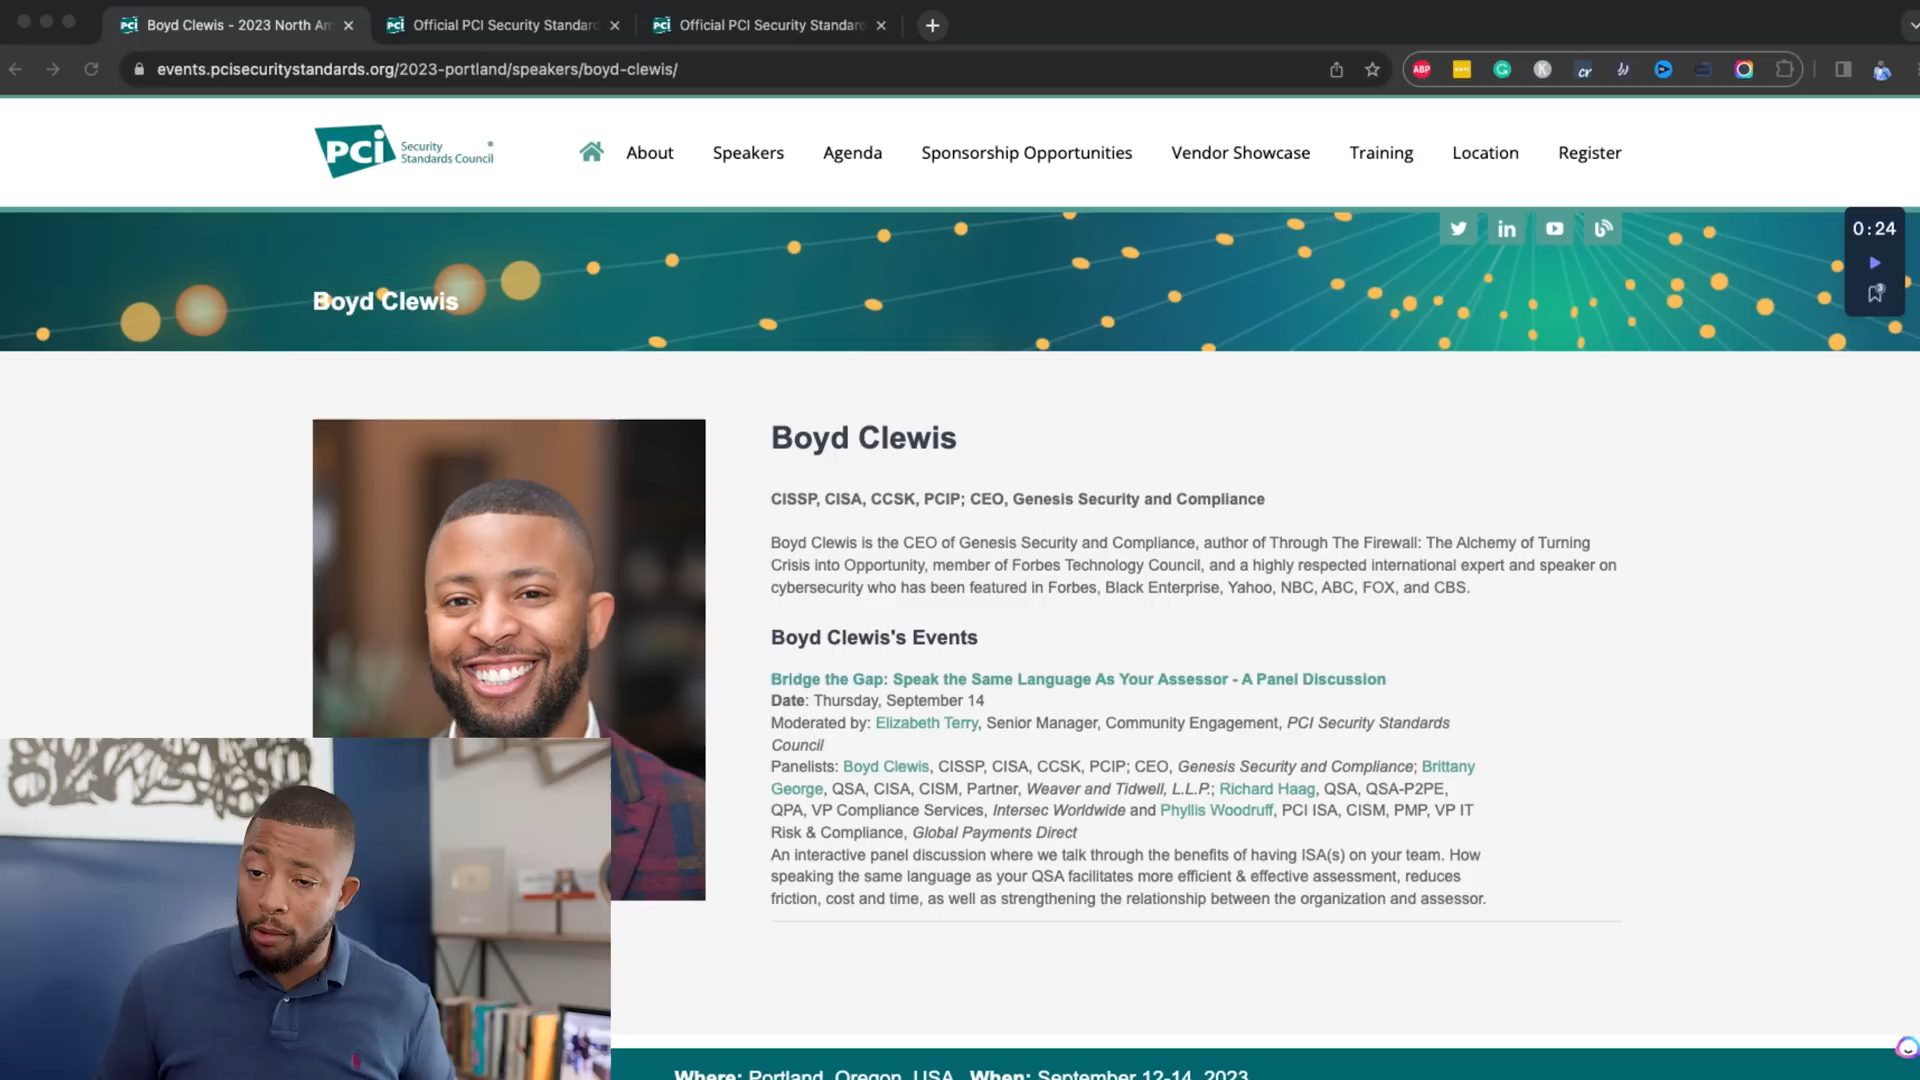 Boyd Clewis - 2023 North Am
Official PCI Security Standard
Official PCI Security Standard
events.pcisecuritystandards.org/2023-portland/speakers/boyd-clewis/
ABP
cr
PCi Security
Standards Council
About Speakers Agenda Sponsorship Opportunities Vendor Showcase Training Location Register
0:24
3
Boyd Clewis
Boyd Clewis
CISSP, CISA, CCSK, PCIP; CEO, Genesis Security and Compliance
Boyd Clewis is the CEO of Genesis Security and Compliance, author of Through The Firewall: The Alchemy of Turning
Crisis into Opportunity, member of Forbes Technology Council, and a highly respected international expert and speaker on
cybersecurity who has been featured in Forbes, Black Enterprise, Yahoo, NBC, ABC, FOX, and CBS.
Boyd Clewis's Events
Bridge the Gap: Speak the Same Language As Your Assessor - A Panel Discussion
Date: Thursday, September 14
Moderated by: Elizabeth Terry, Senior Manager, Community Engagement, PCI Security Standards
Council
Panelists: Boyd Clewis, CISSP, CISA, CCSK, PCIP; CEO, Genesis Security and Compliance; Brittany
George, QSA, CISA, CISM, Partner, Weaver and Tidwell, L.L.P.; Richard Haag, QSA, QSA-P2PE,
QPA, VP Compliance Services, Intersec Worldwide and Phyllis Woodruff, PCI ISA, CISM, PMP, VP IT
Risk & Compliance, Global Payments Direct
An interactive panel discussion where we talk through the benefits of having ISA(s) on your team. How
speaking the same language as your QSA facilitates more efficient & effective assessment, reduces
friction, cost and time, as well as strengthening the relationship between the organization and assessor.
Where: Portland, Oregon, USA When: September 12-14, 2023